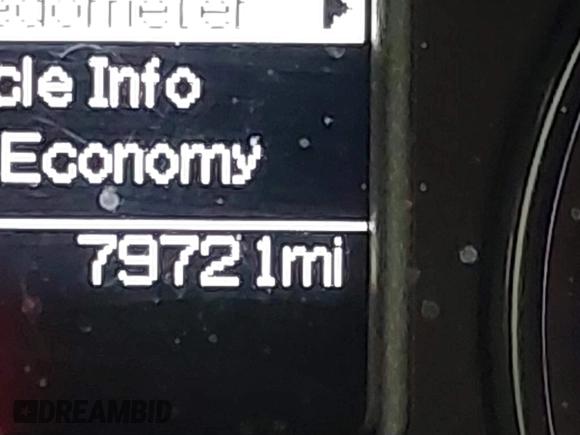 cle Info
Economy
79721mi
DREAMBID